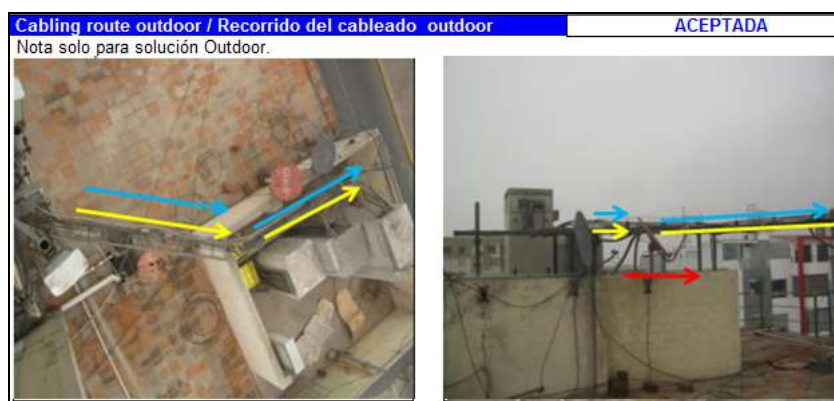 Cabling route outdoor / Recorrido del cableado outdoor
ACEPTADA
Nota solo para solución Outdoor.